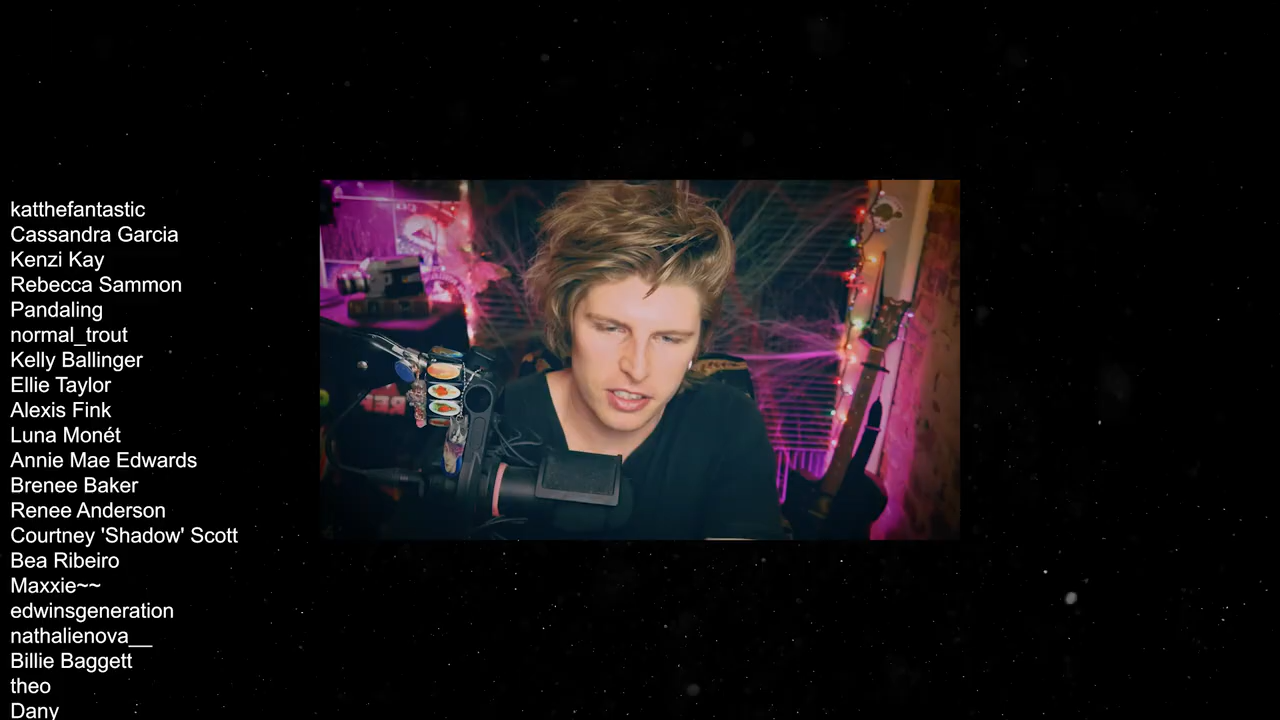 katthefantastic
Cassandra Garcia
Kenzi Kay
Rebecca Sammon
Pandaling
normal_trout
Kelly Ballinger
Ellie Taylor
Alexis Fink
Luna Monét
Annie Mae Edwards
Brenee Baker
Renee Anderson
Courtney 'Shadow' Scott
Bea Ribeiro
Maxxie~~
edwinsgeneration
nathalienova__
Billie Baggett
theo
Dany